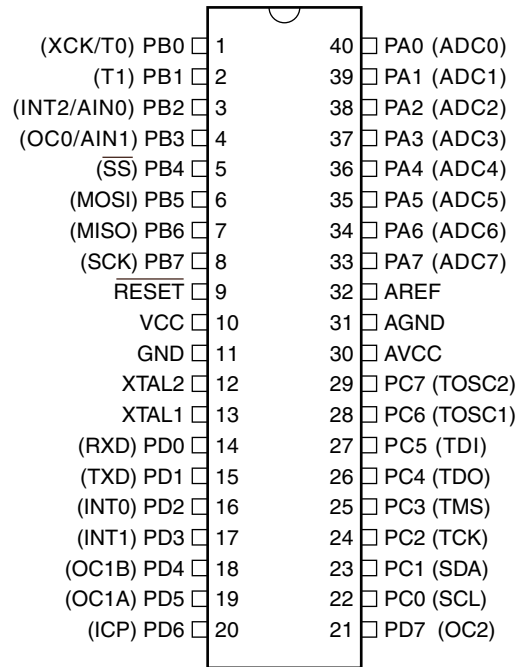 (XCK/T0) PB0 1 40 PA0 (ADC0)
(T1) PB1 2 39 PA1 (ADC1)
(INT2/AIN0) PB2 3 38 PA2 (ADC2)
(OC0/AIN1) PB3 4 37 PA3 (ADC3)
(SS) PB4 5 36 PA4 (ADC4)
(MOSI) PB5 6 35 PA5 (ADC5)
(MISO) PB6 7 34 PA6 (ADC6)
(SCK) PB7 8 33 PA7 (ADC7)
RESET 9 32 AREF
VCC 10 31 AGND
GND 11 30 AVCC
XTAL2 12 29 PC7 (TOSC2)
XTAL1 13 28 PC6 (TOSC1)
(RXD) PD0 14 27 PC5 (TDI)
(TXD) PD1 15 26 PC4 (TDO)
(INT0) PD2 16 25 PC3 (TMS)
(INT1) PD3 17 24 PC2 (TCK)
(OC1B) PD4 18 23 PC1 (SDA)
(OC1A) PD5 19 22 PC0 (SCL)
(ICP) PD6 20 21 PD7 (OC2)